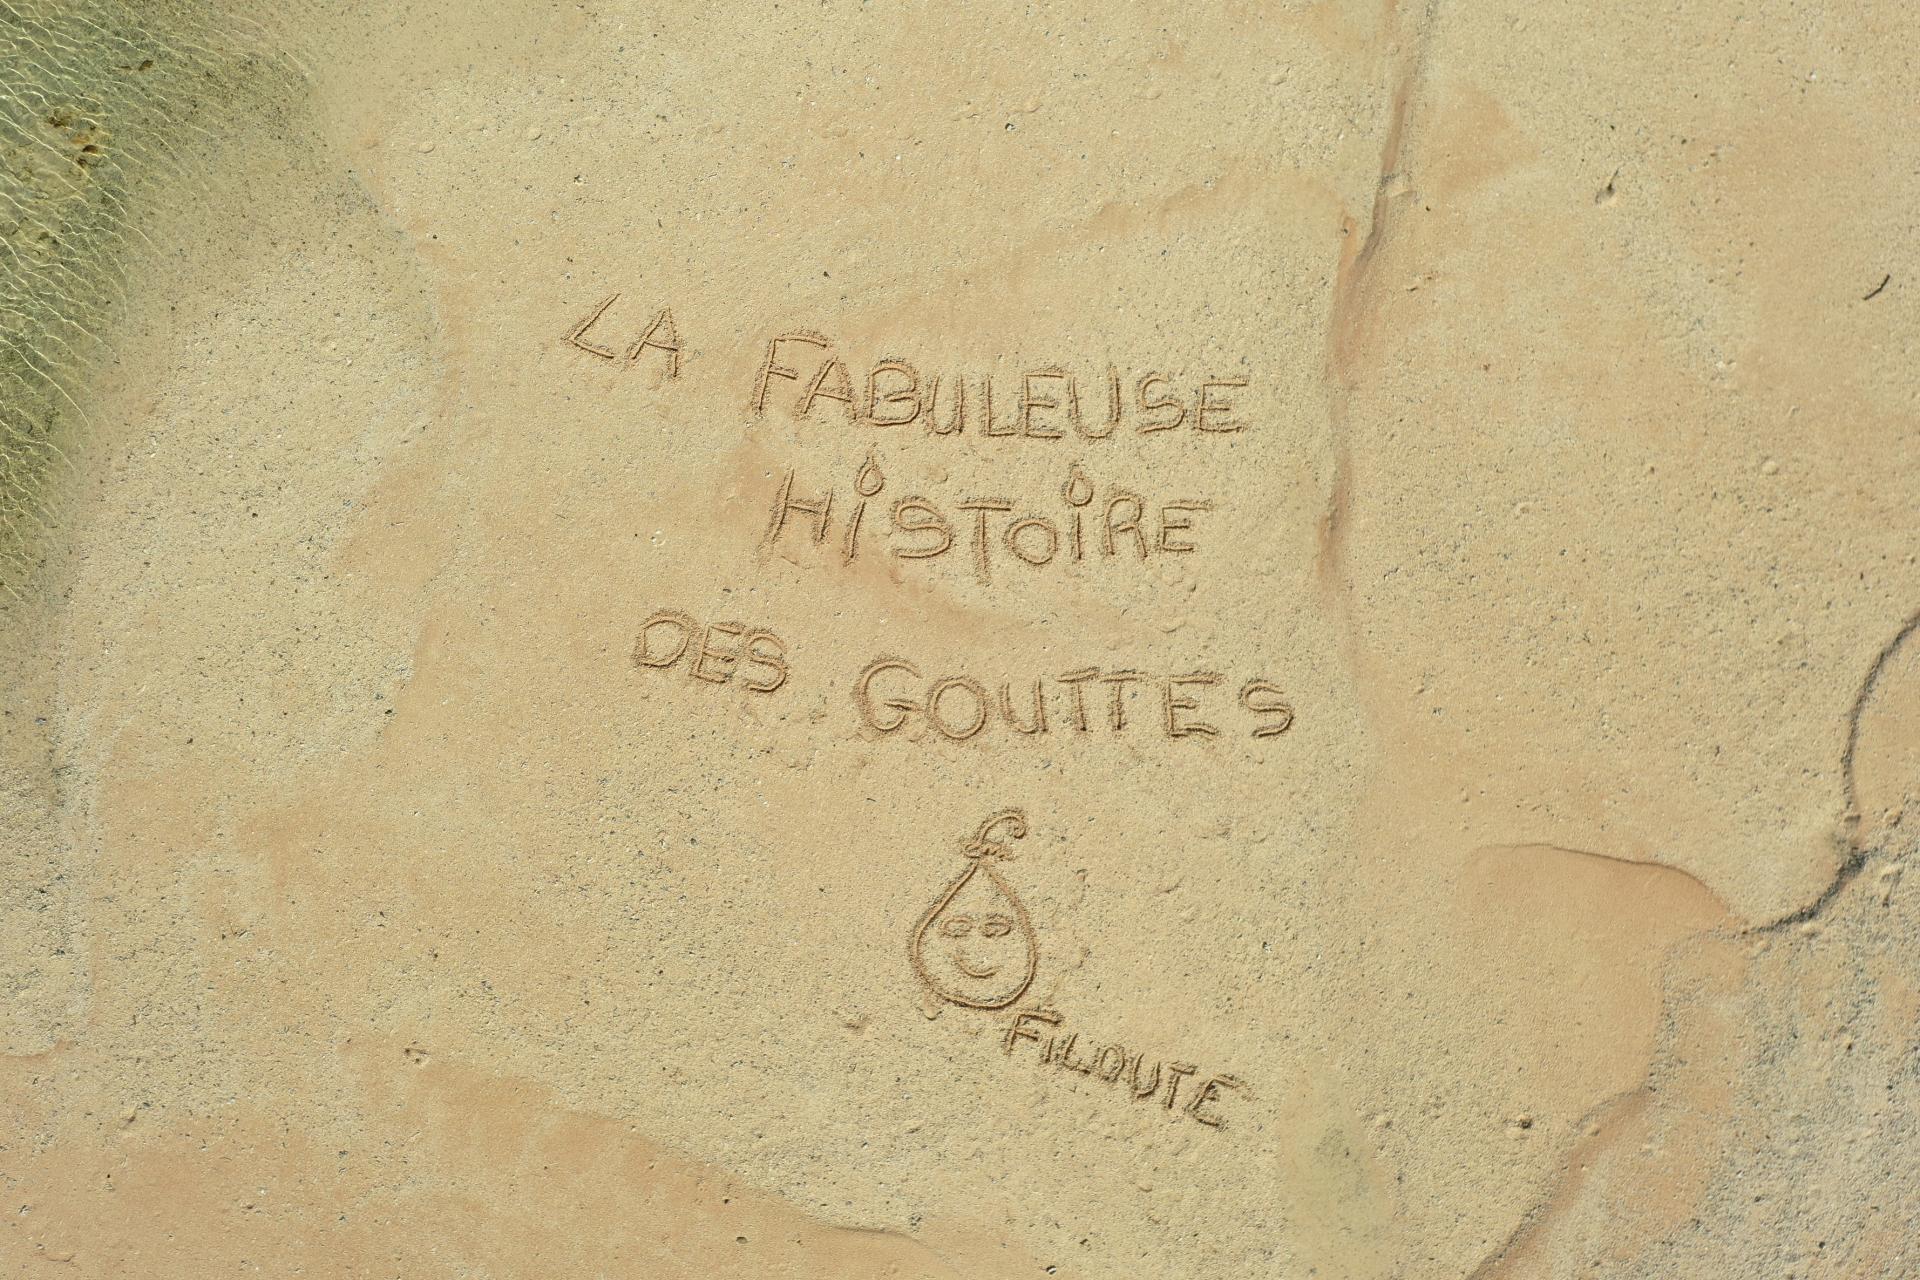 LA FABULEUSE
HiSTOiRE
DES GOUTTES
FILOUTE